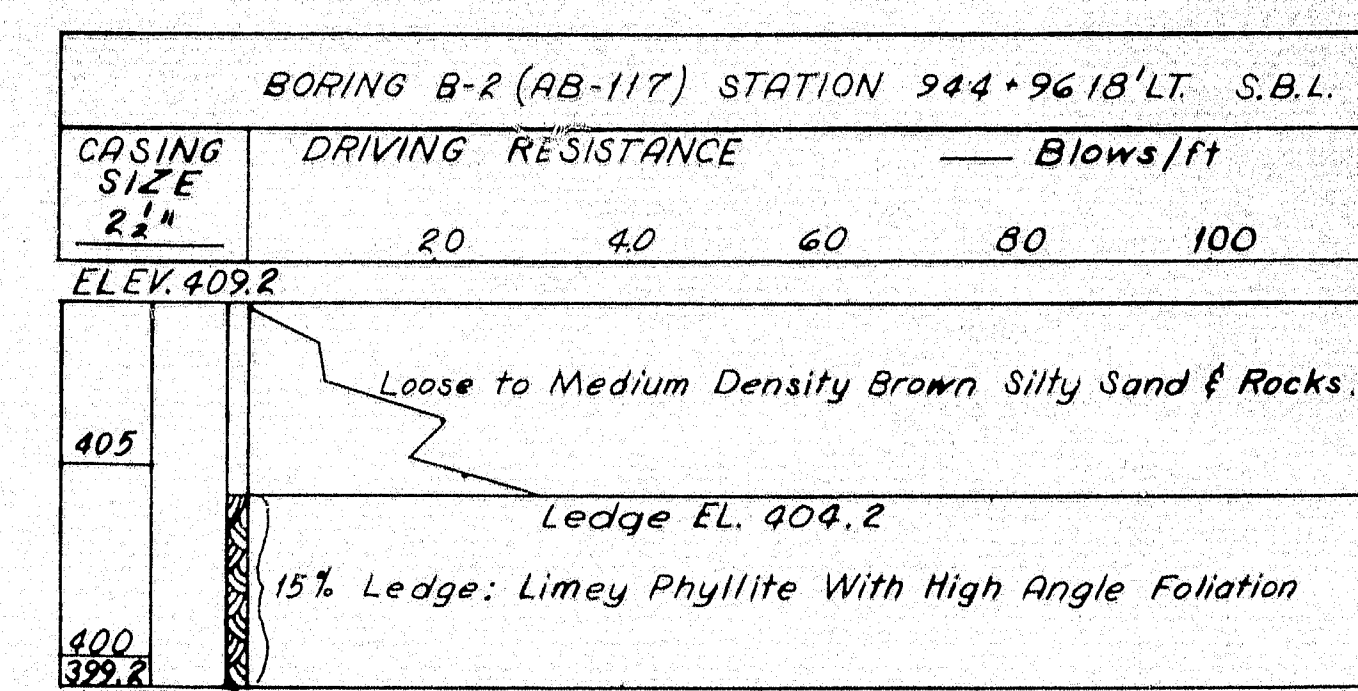 BORING B-2 (AB-117) STATION 944+96 18' LT. S.B.L.
CASING SIZE 2½"
DRIVING RESISTANCE — Blows/ft
20 40 60 80 100
ELEV. 409.2
Loose to Medium Density Brown Silty Sand & Rocks.
405
Ledge EL. 404.2
15% Ledge: Limey Phyllite With High Angle Foliation
400
399.2